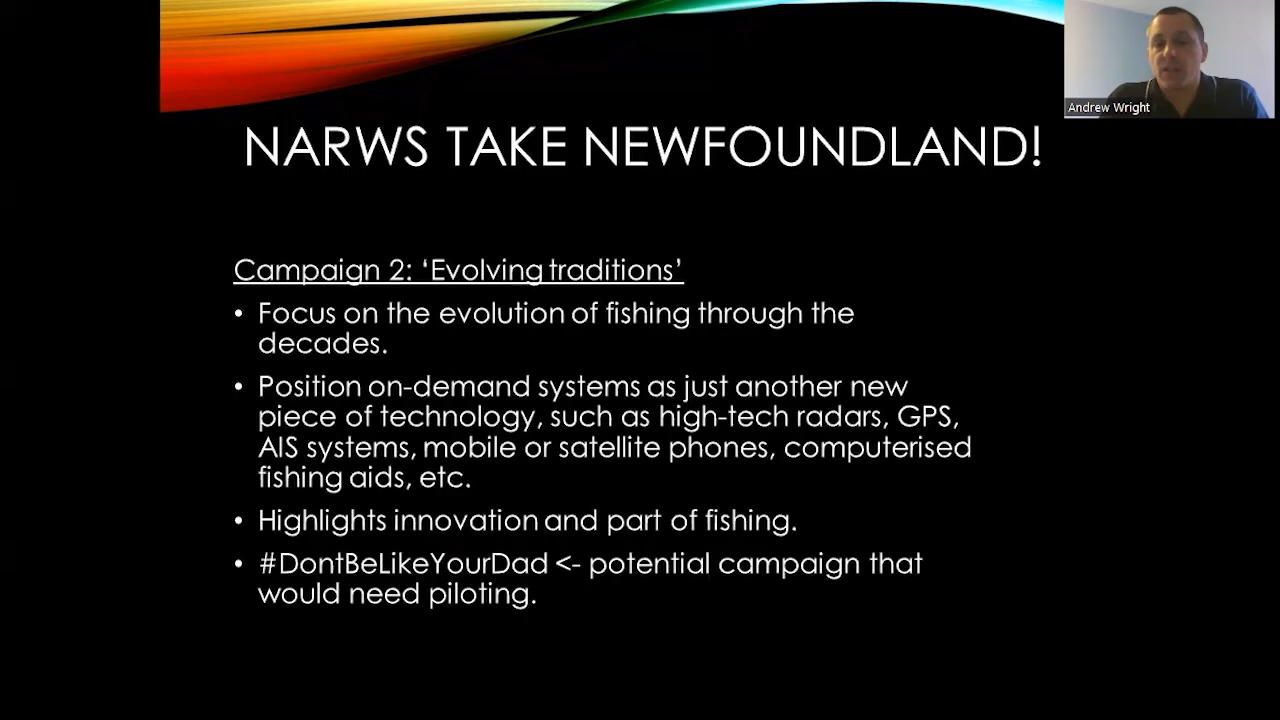 Andrew Wright
NARWS TAKE NEWFOUNDLAND!
Campaign 2: ‘Evolving traditions’
• Focus on the evolution of fishing through the
decades.
• Position on-demand systems as just another new
piece of technology, such as high-tech radars, GPS,
AIS systems, mobile or satellite phones, computerised
fishing aids, etc.
• Highlights innovation and part of fishing.
• #DontBeLikeYourDad <- potential campaign that
would need piloting.